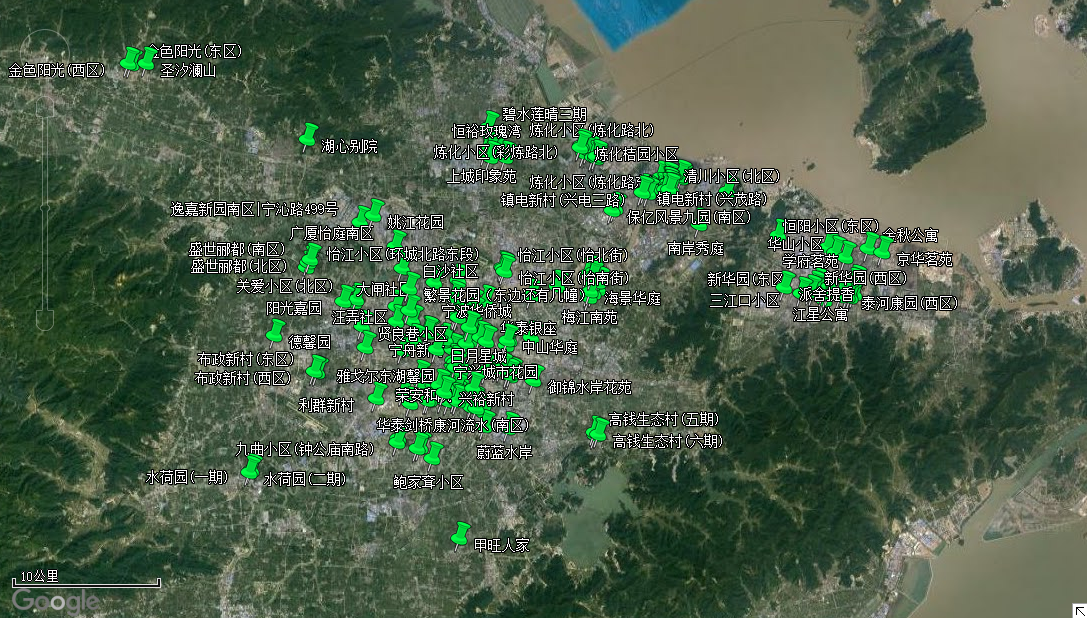 金色阳光(东区)
金色阳光(西区)
圣汐澜山
碧水莲晴三期
恒裕玫瑰湾
炼化小区(炼化路北)
湖心别院
炼化小区(彩炼路北)
炼化桔园小区
上城印象苑
清川小区(北区)
镇电新村(兴电三路)
镇电新村(兴茂路)
逸嘉新园南区|宁沁路499号
保亿风景九园(南区)
姚江花园
恒阳小区(东区)
广厦怡庭南区
金秋公寓
华山小区
盛世郦都(南区)
怡江小区(环城北路东段)
怡江小区(怡北街)
南岸秀庭
学府茗苑
京华茗苑
盛世郦都(北区)
白沙社区
怡江小区(怡南街)
新华园(东区
新华园(西区)
关爱小区(北区)
大闸社区
繁景花园(东边还有几幢)
海景华庭
派舍提香
三江口小区
泰河康园(西区)
阳光嘉园
汪弄社区
宁波华侨城
梅江南苑
江星公寓
贤良巷小区
华泰银座
德馨园
宁舟新
日月星城
中山华庭
布政新村(东区)
布政新村(西区)
雅戈尔东湖馨园
宁兴城市花园
御锦水岸花苑
荣安和
兴裕新村
利群新村
高钱生态村(五期)
华泰剑桥康河流水(南区)
高钱生态村(六期)
九曲小区(钟公庙南路)
蔚蓝水岸
水荷园(一期)
水荷园(二期)
鲍家耷小区
甲旺人家
10公里
Google